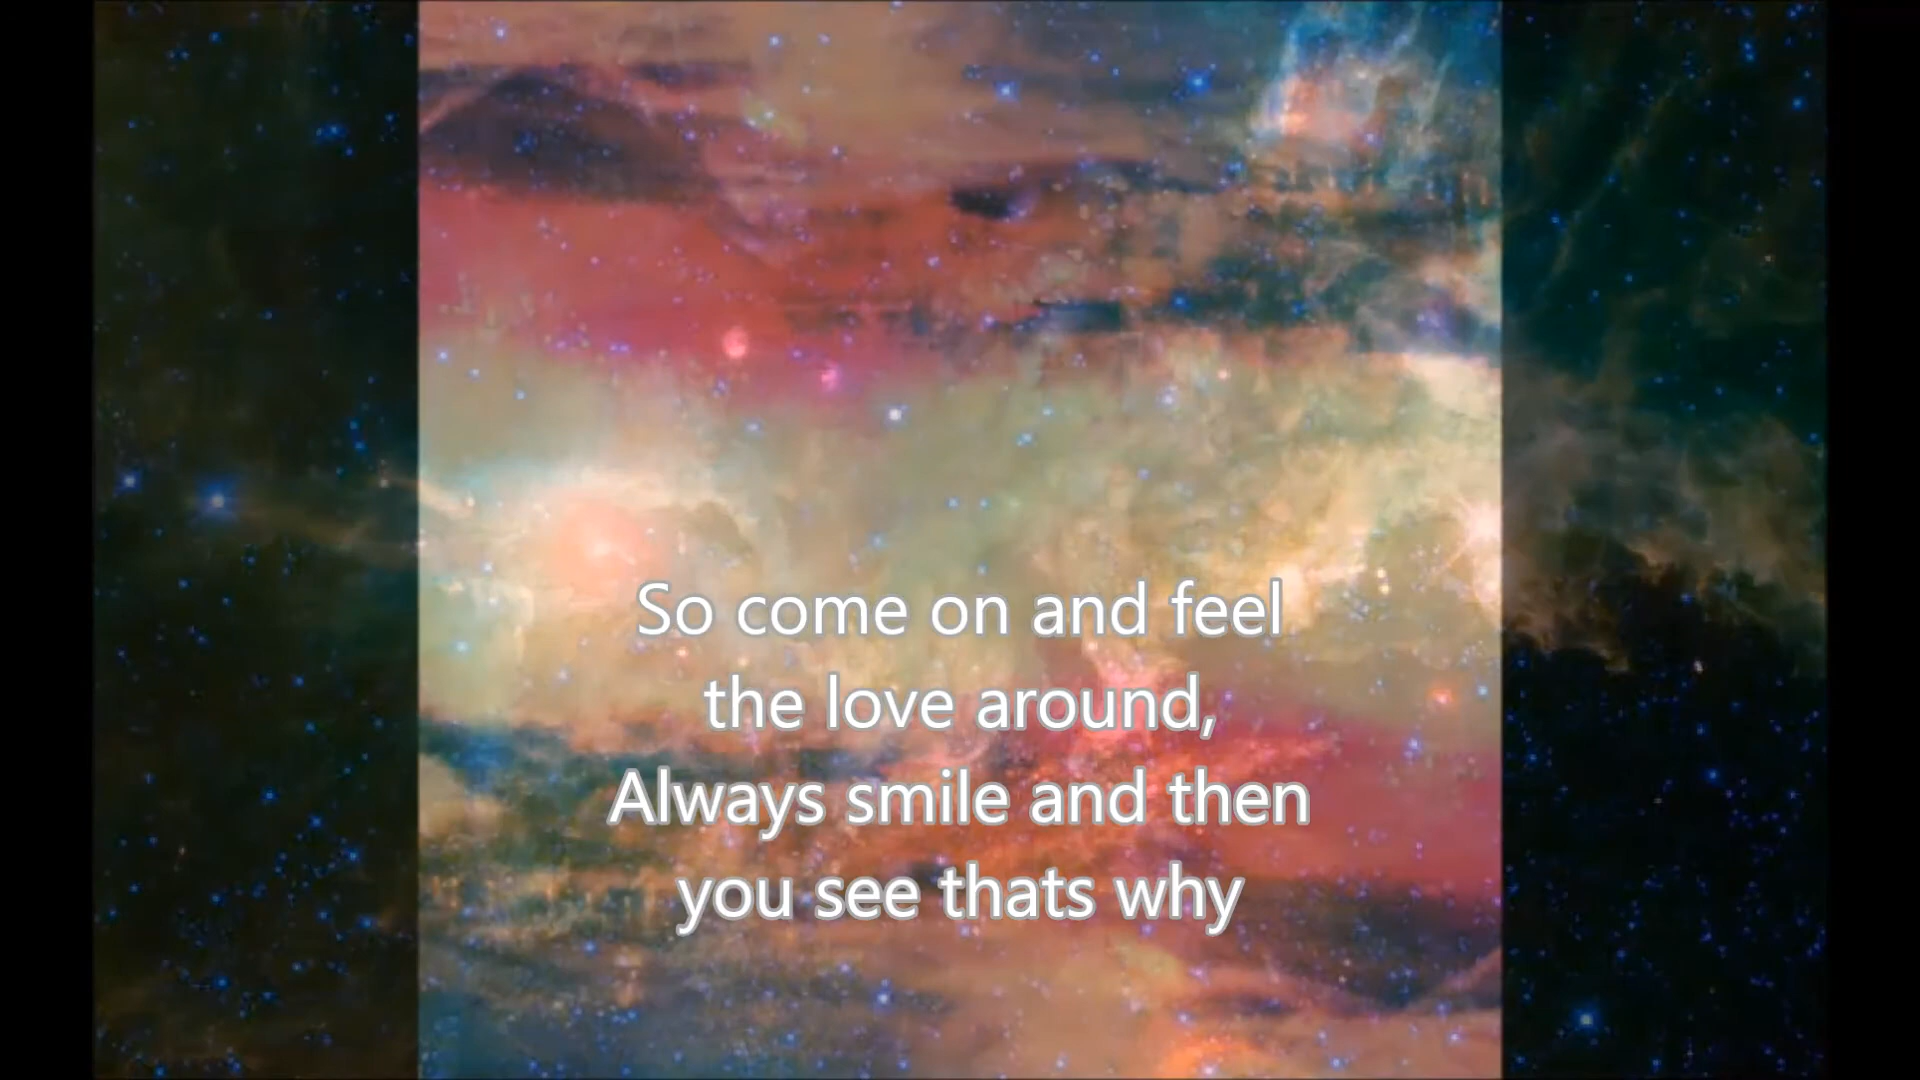 So come on and feel
the love around,
Always smile and then
you see thats why